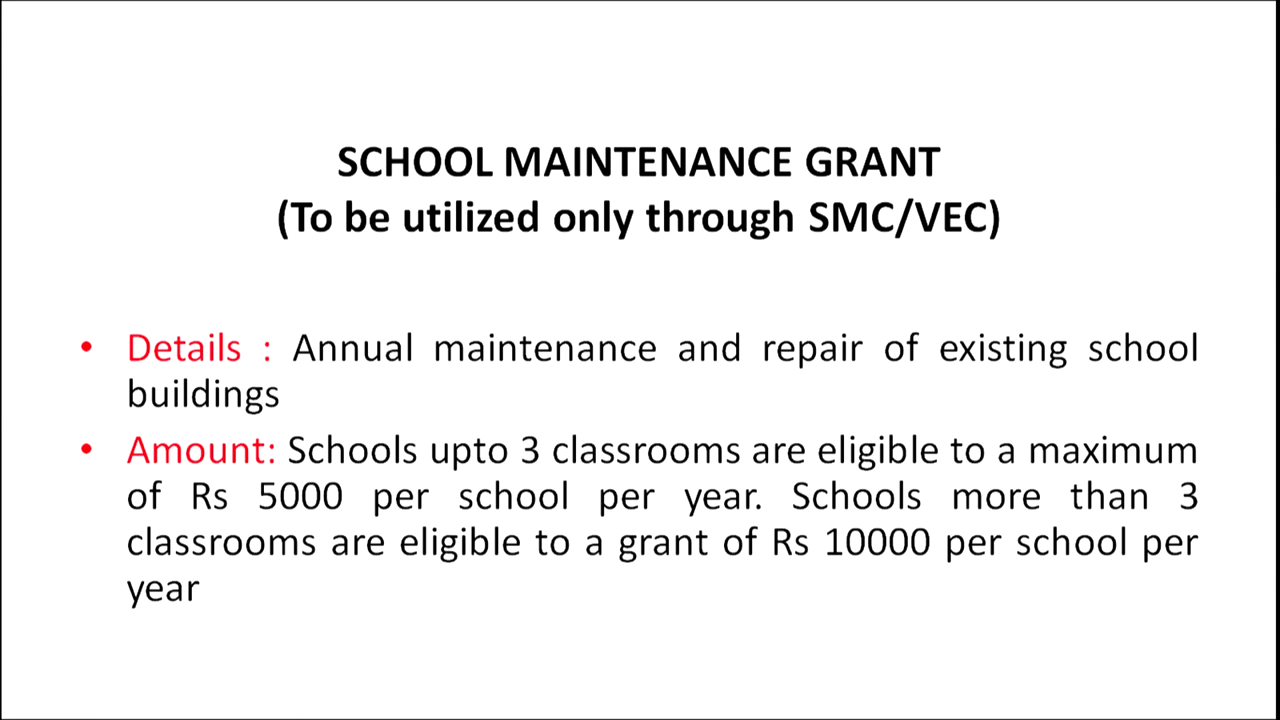 SCHOOL MAINTENANCE GRANT
(To be utilized only through SMC/VEC)
• Details : Annual maintenance and repair of existing school
buildings
• Amount: Schools upto 3 classrooms are eligible to a maximum
of Rs 5000 per school per year. Schools more than 3
classrooms are eligible to a grant of Rs 10000 per school per
year